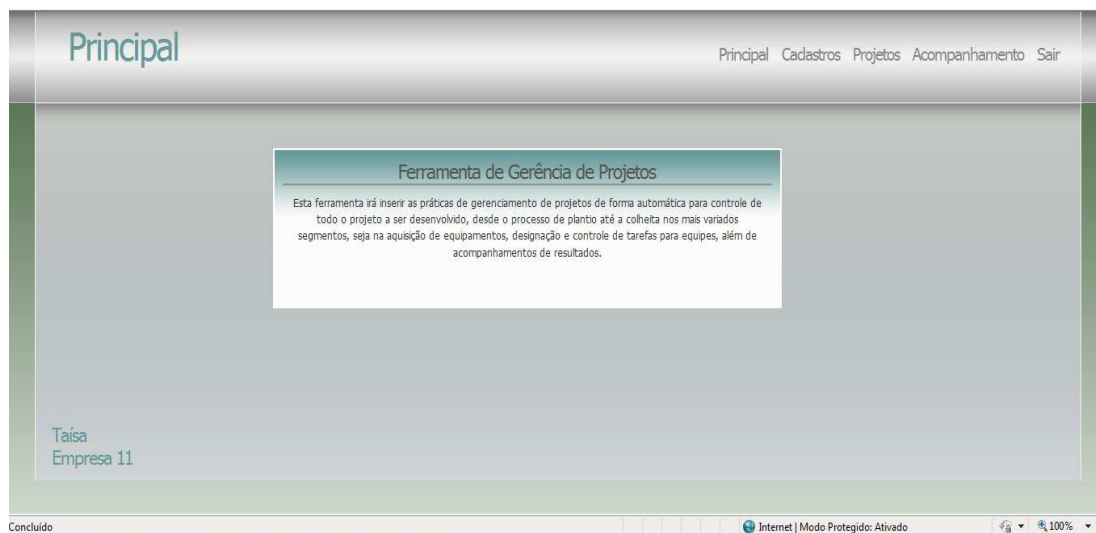 Principal
Principal Cadastros Projetos Acompanhamento Sair
Ferramenta de Gerência de Projetos
Esta ferramenta irá inserir as práticas de gerenciamento de projetos de forma automática para controle de
todo o projeto a ser desenvolvido, desde o processo de plantio até a colheita nos mais variados
segmentos, seja na aquisição de equipamentos, designação e controle de tarefas para equipes, além de
acompanhamentos de resultados.
Taísa
Empresa 11
Concluído
Internet | Modo Protegido: Ativado
100%